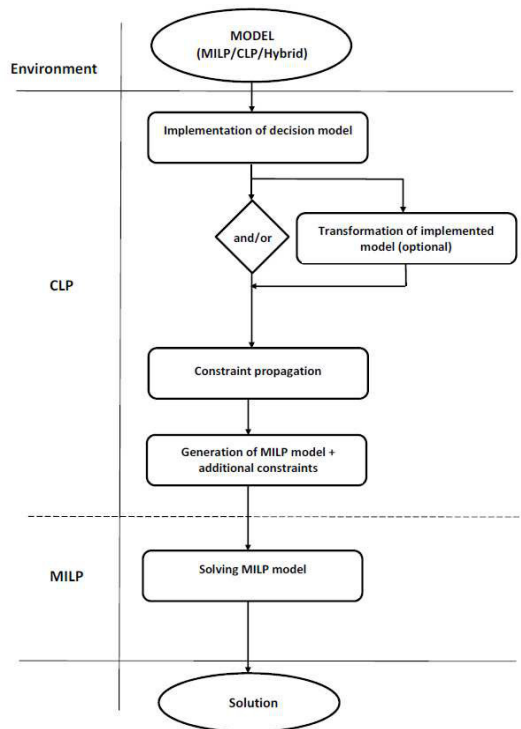 MODEL
(MILP/CLP/Hybrid)
Environment
Implementation of decision model
and/or
Transformation of implemented
model (optional)
CLP
Constraint propagation
Generation of MILP model +
additional constraints
MILP
Solving MILP model
Solution